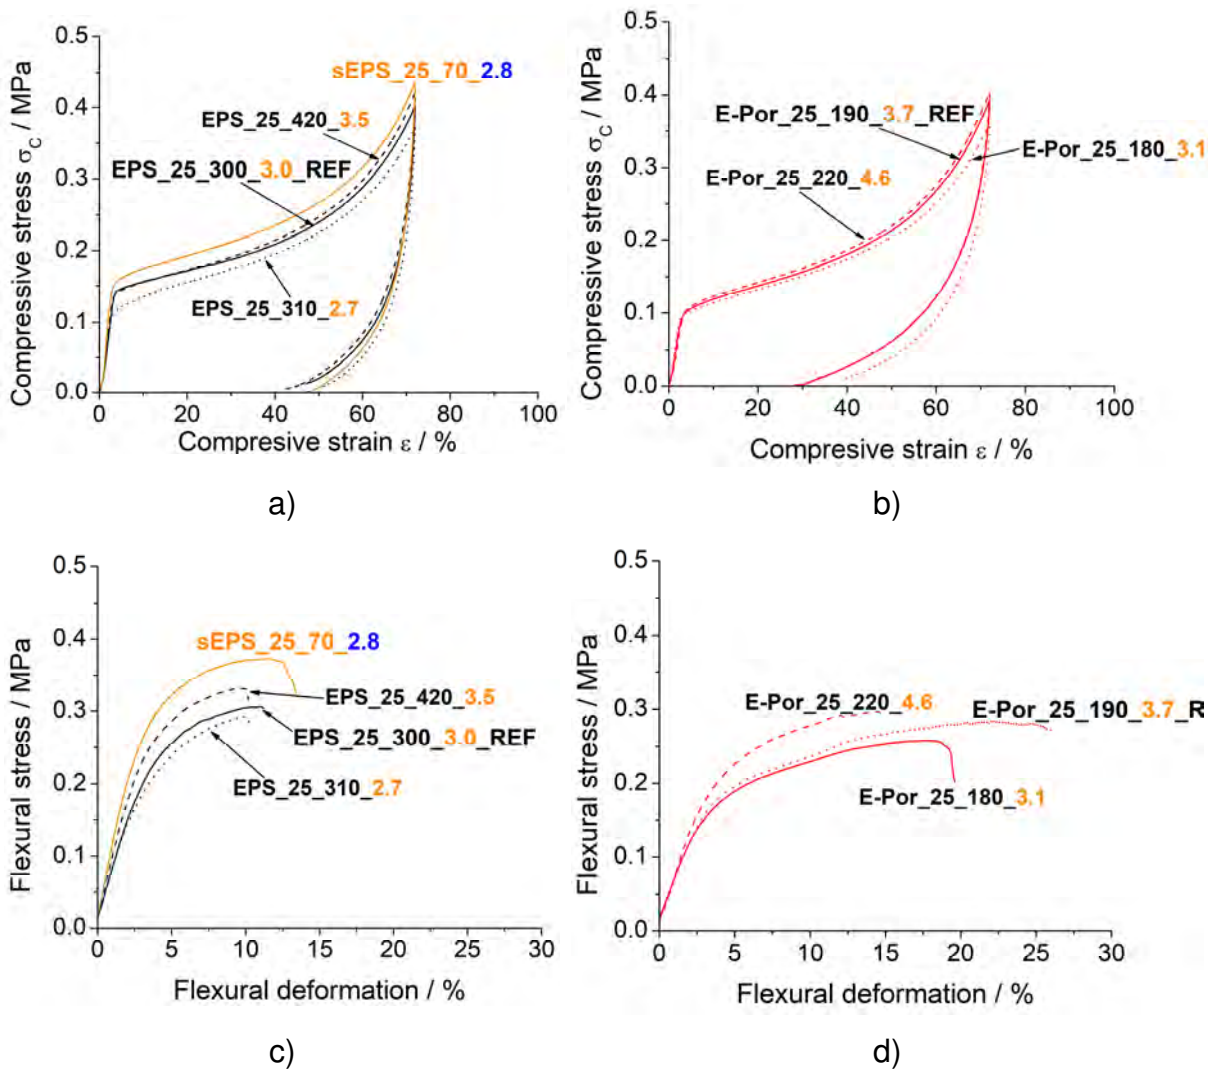 0.5
0.4
0.3
0.2
0.1
0.0
0 20 40 60 80 100
Compressive stress σC / MPa
Compresive strain ε / %
sEPS_25_70_2.8
EPS_25_420_3.5
EPS_25_300_3.0_REF
EPS_25_310_2.7
a)
0.5
0.4
0.3
0.2
0.1
0.0
0 20 40 60 80 100
Compressive stress σC / MPa
Compresive strain ε / %
E-Por_25_190_3.7_REF
E-Por_25_180_3.1
E-Por_25_220_4.6
b)
0.5
0.4
0.3
0.2
0.1
0.0
0 5 10 15 20 25 30
Flexural stress / MPa
Flexural deformation / %
sEPS_25_70_2.8
EPS_25_420_3.5
EPS_25_300_3.0_REF
EPS_25_310_2.7
c)
0.5
0.4
0.3
0.2
0.1
0.0
0 5 10 15 20 25 30
Flexural stress / MPa
Flexural deformation / %
E-Por_25_220_4.6
E-Por_25_190_3.7_R
E-Por_25_180_3.1
d)